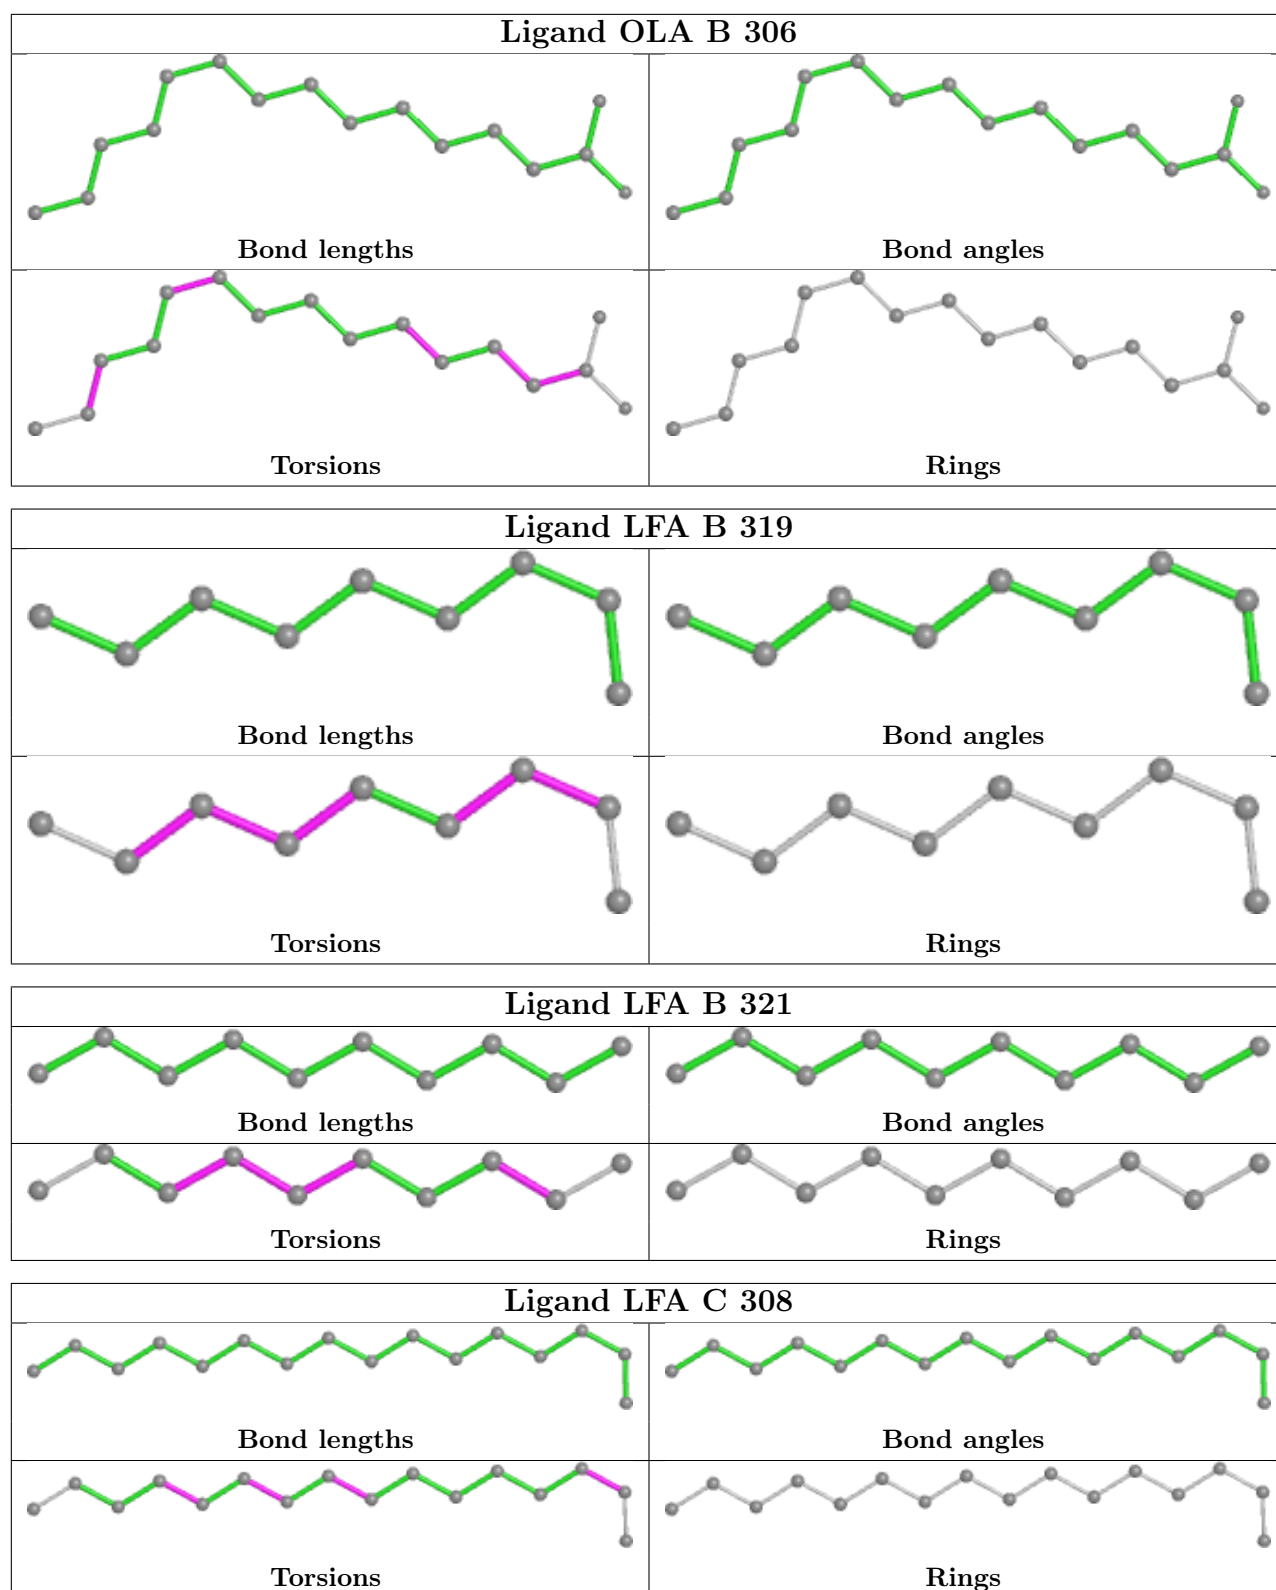 Ligand OLA B 306
Bond lengths
Bond angles
Torsions
Rings
Ligand LFA B 319
Bond lengths
Bond angles
Torsions
Rings
Ligand LFA B 321
Bond lengths
Bond angles
Torsions
Rings
Ligand LFA C 308
Bond lengths
Bond angles
Torsions
Rings